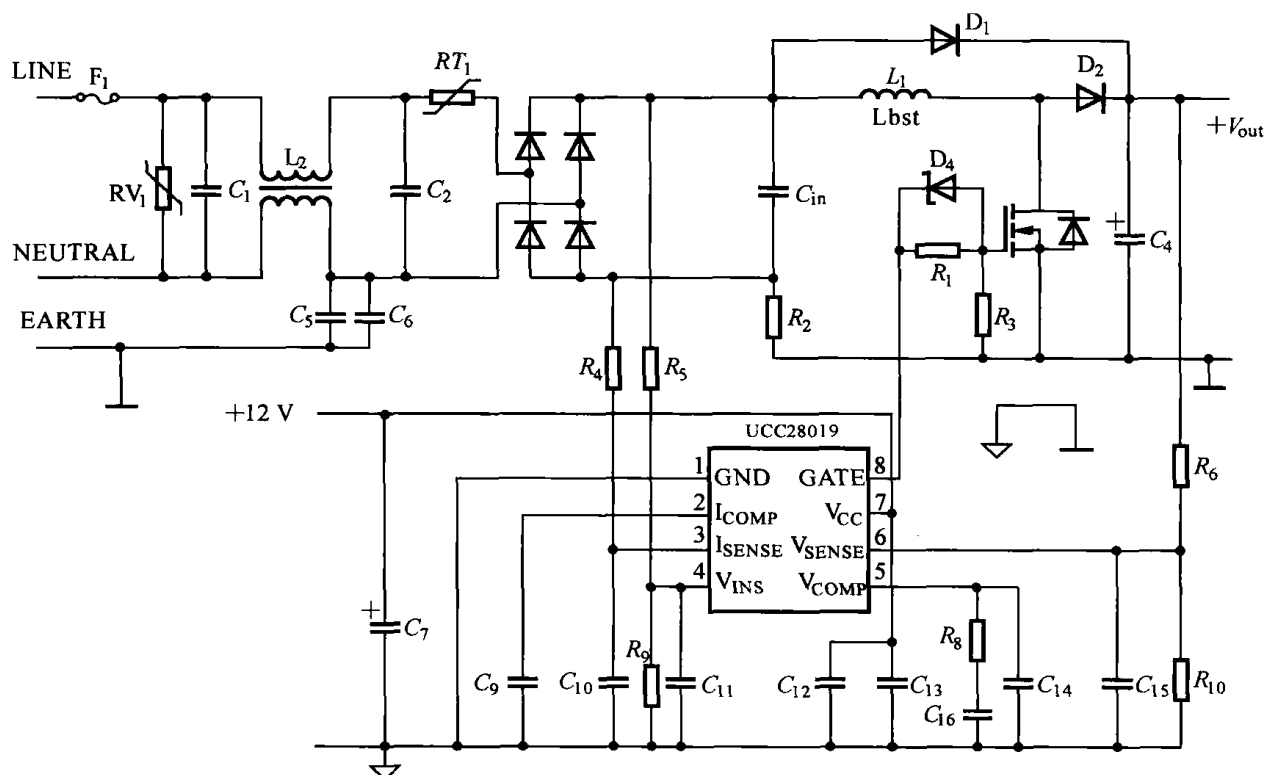 LINE
F₁
RT₁
D₁
L₁
Lbst
D₂
+Vout
RV₁
C₁
L₂
C₂
Cin
D₄
R₁
C₄
NEUTRAL
EARTH
C₅
C₆
R₂
R₃
R₄
R₅
+12 V
UCC28019
1 GND GATE 8
2 ICOMP VCC 7
3 ISENSE VSENSE 6
4 VINS VCOMP 5
R₆
+
C₇
R₈
R₉
C₉
C₁₀
C₁₁
C₁₂
C₁₃
C₁₄
C₁₅
R₁₀
C₁₆
+